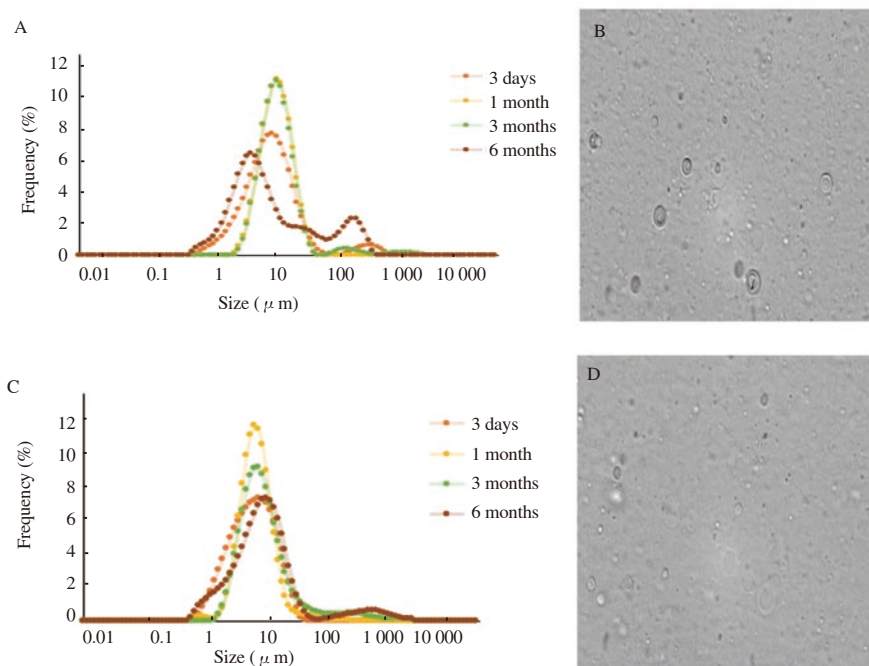 A
B
12
10
8
6
4
2
0
Frequency (%)
0.01 0.1 1 10 100 1 000 10 000
Size ( μ m)
3 days
1 month
3 months
6 months
C
D
12
10
8
6
4
2
0
Frequency (%)
0.01 0.1 1 10 100 1 000 10 000
Size ( μ m)
3 days
1 month
3 months
6 months